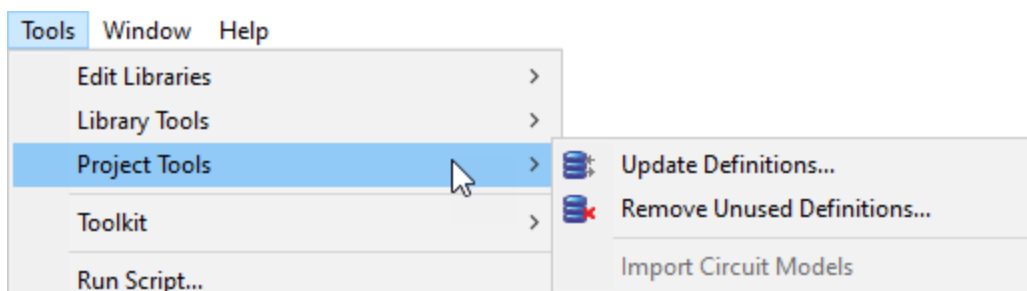 Tools Window Help
Edit Libraries
Library Tools
Project Tools
Update Definitions...
Remove Unused Definitions...
Toolkit
Import Circuit Models
Run Script...